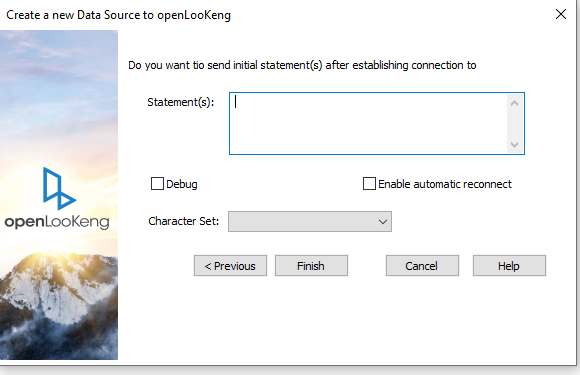 Create a new Data Source to openLooKeng
Do you want tio send initial statement(s) after establishing connection to
Statement(s):
Debug
Enable automatic reconnect
openLooKeng
Character Set:
< Previous
Finish
Cancel
Help